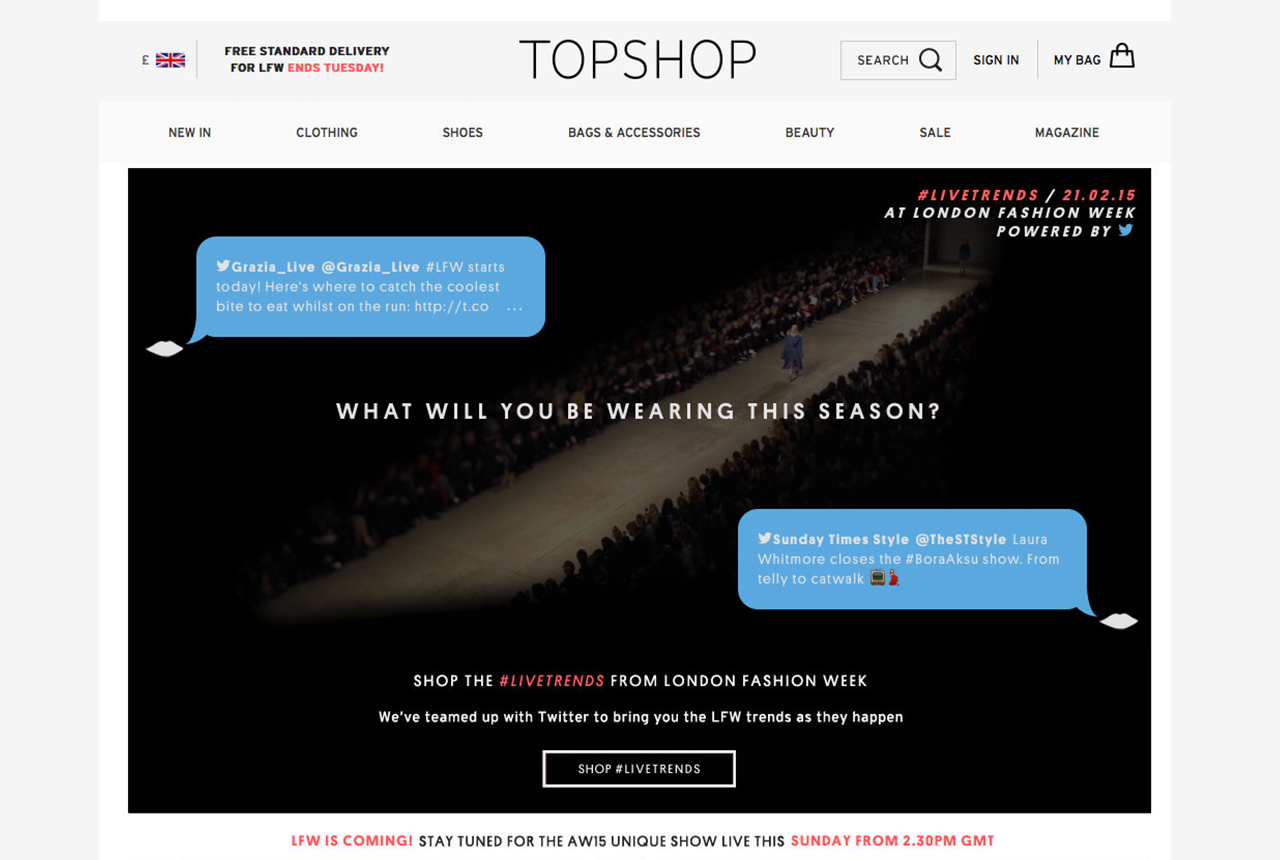 £
FREE STANDARD DELIVERY
FOR LFW ENDS TUESDAY!
TOPSHOP
SEARCH
SIGN IN
MY BAG
NEW IN
CLOTHING
SHOES
BAGS & ACCESSORIES
BEAUTY
SALE
MAGAZINE
#LIVETRENDS / 21.02.15
AT LONDON FASHION WEEK
POWERED BY
Grazia_Live @Grazia_Live #LFW starts
today! Here's where to catch the coolest
bite to eat whilst on the run: http://t.co ...
WHAT WILL YOU BE WEARING THIS SEASON?
Sunday Times Style @TheSTStyle Laura
Whitmore closes the #BoraAksu show. From
telly to catwalk
SHOP THE #LIVETRENDS FROM LONDON FASHION WEEK
We've teamed up with Twitter to bring you the LFW trends as they happen
SHOP #LIVETRENDS
LFW IS COMING! STAY TUNED FOR THE AW15 UNIQUE SHOW LIVE THIS SUNDAY FROM 2.30PM GMT